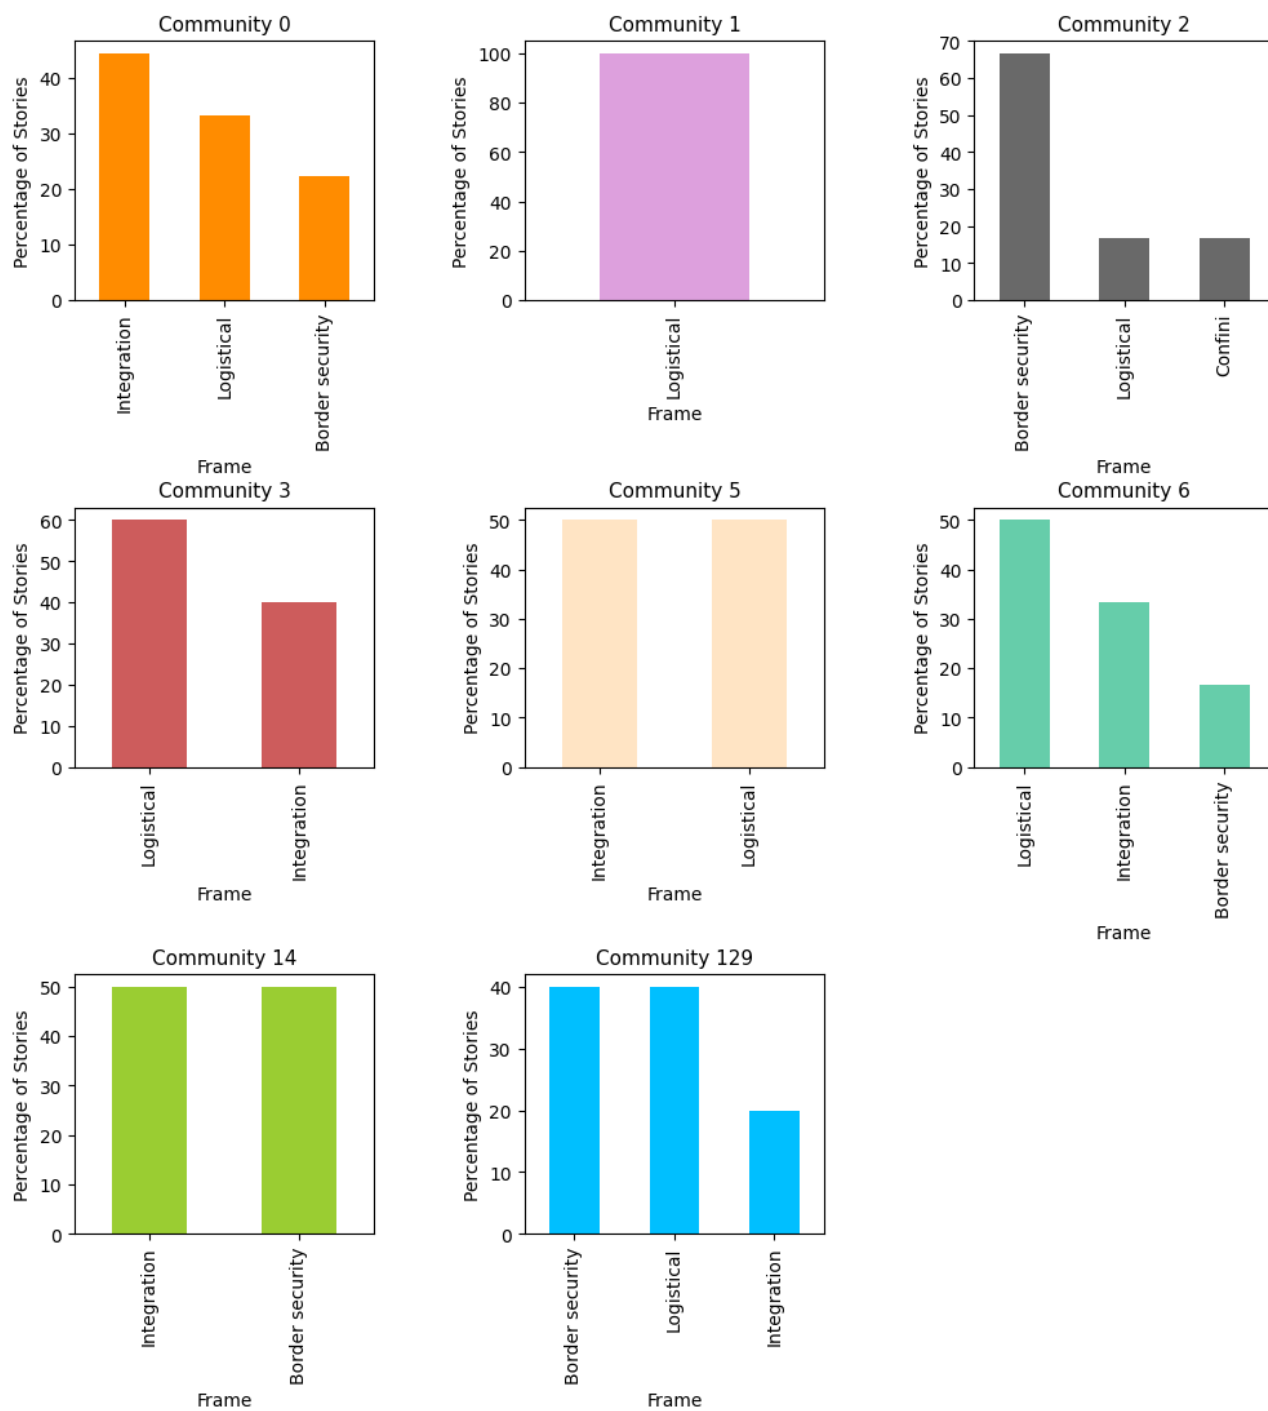 Community 0
Percentage of Stories
40
30
20
10
0
Integration
Logistical
Border security
Frame
Community 1
Percentage of Stories
100
80
60
40
20
0
Logistical
Frame
Community 2
Percentage of Stories
70
60
50
40
30
20
10
0
Border security
Logistical
Confini
Frame
Community 3
Percentage of Stories
60
50
40
30
20
10
0
Logistical
Integration
Frame
Community 5
Percentage of Stories
50
40
30
20
10
0
Integration
Logistical
Frame
Community 6
Percentage of Stories
50
40
30
20
10
0
Logistical
Integration
Border security
Frame
Community 14
Percentage of Stories
50
40
30
20
10
0
Integration
Border security
Frame
Community 129
Percentage of Stories
40
30
20
10
0
Border security
Logistical
Integration
Frame